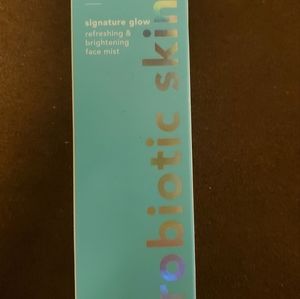 signature glow
refreshing &
brightening
face mist
robiotic skin